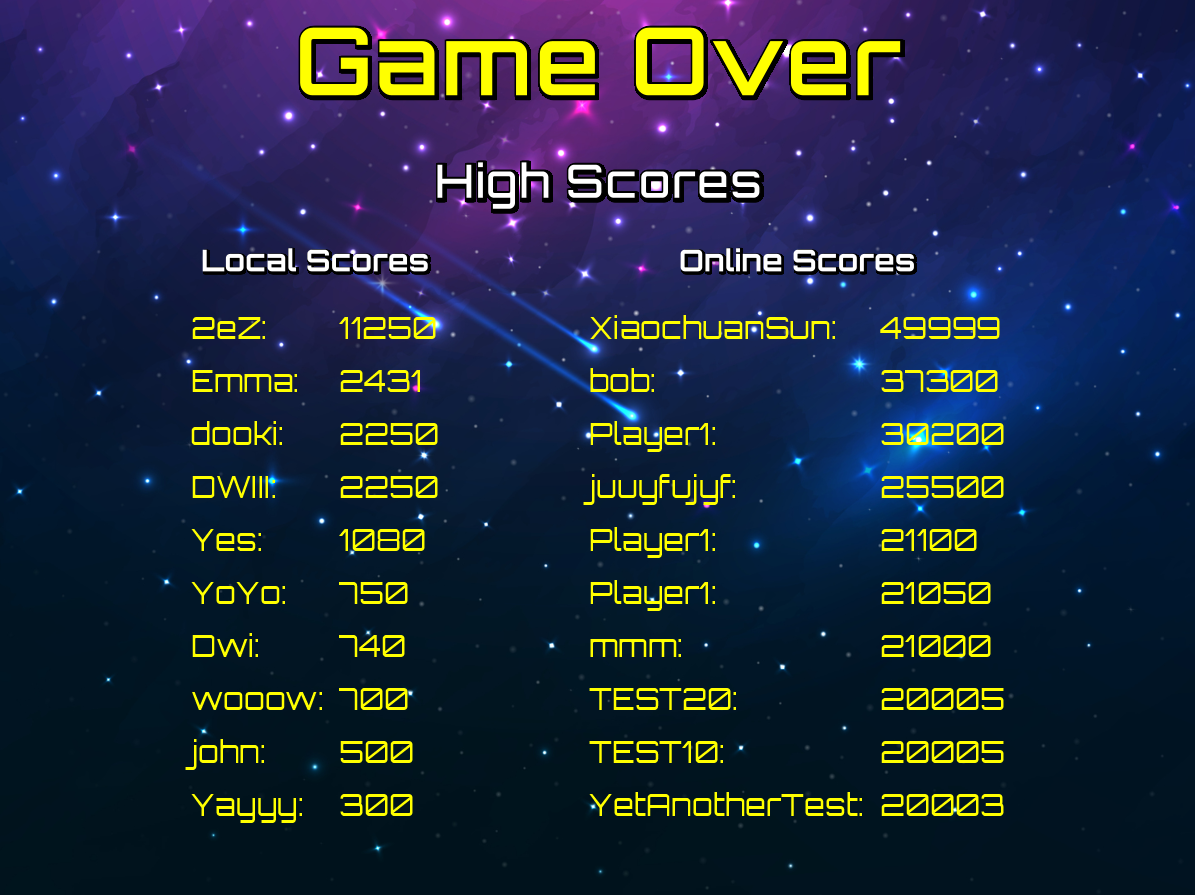 Game Over
High Scores
Local Scores
2eZ: 11250
Emma: 2431
dooki: 2250
DWIII: 2250
Yes: 1080
YoYo: 750
Dwi: 740
wooow: 700
john: 500
Yayyy: 300
Online Scores
XiaochuanSun: 49999
bob: 37300
Player1: 30200
juuyfujyf: 25500
Player1: 21100
Player1: 21050
mmm: 21000
TEST20: 20005
TEST10: 20005
YetAnotherTest: 20003